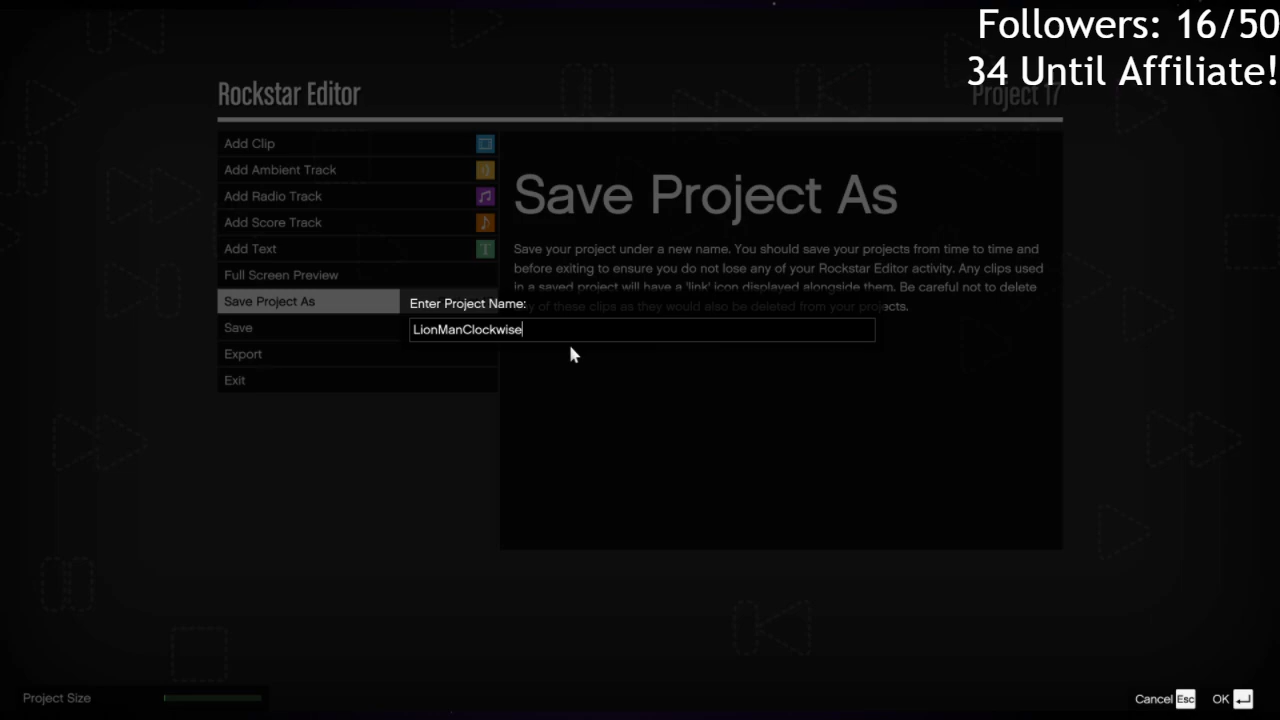 Followers: 16/50
34 Until Affiliate!
Rockstar Editor
Project 17
Add Clip
Add Ambient Track
Add Radio Track
Add Score Track
Add Text
Full Screen Preview
Save Project As
Save
Export
Exit
Save Project As
Save your project under a new name. You should save your projects from time to time and
before exiting to ensure you do not lose any of your Rockstar Editor activity. Any clips used
in a saved project will have a 'link' icon displayed alongside them. Be careful not to delete
any of these clips as they would also be deleted from your projects.
Enter Project Name:
LionManClockwise
Project Size
Cancel Esc
OK